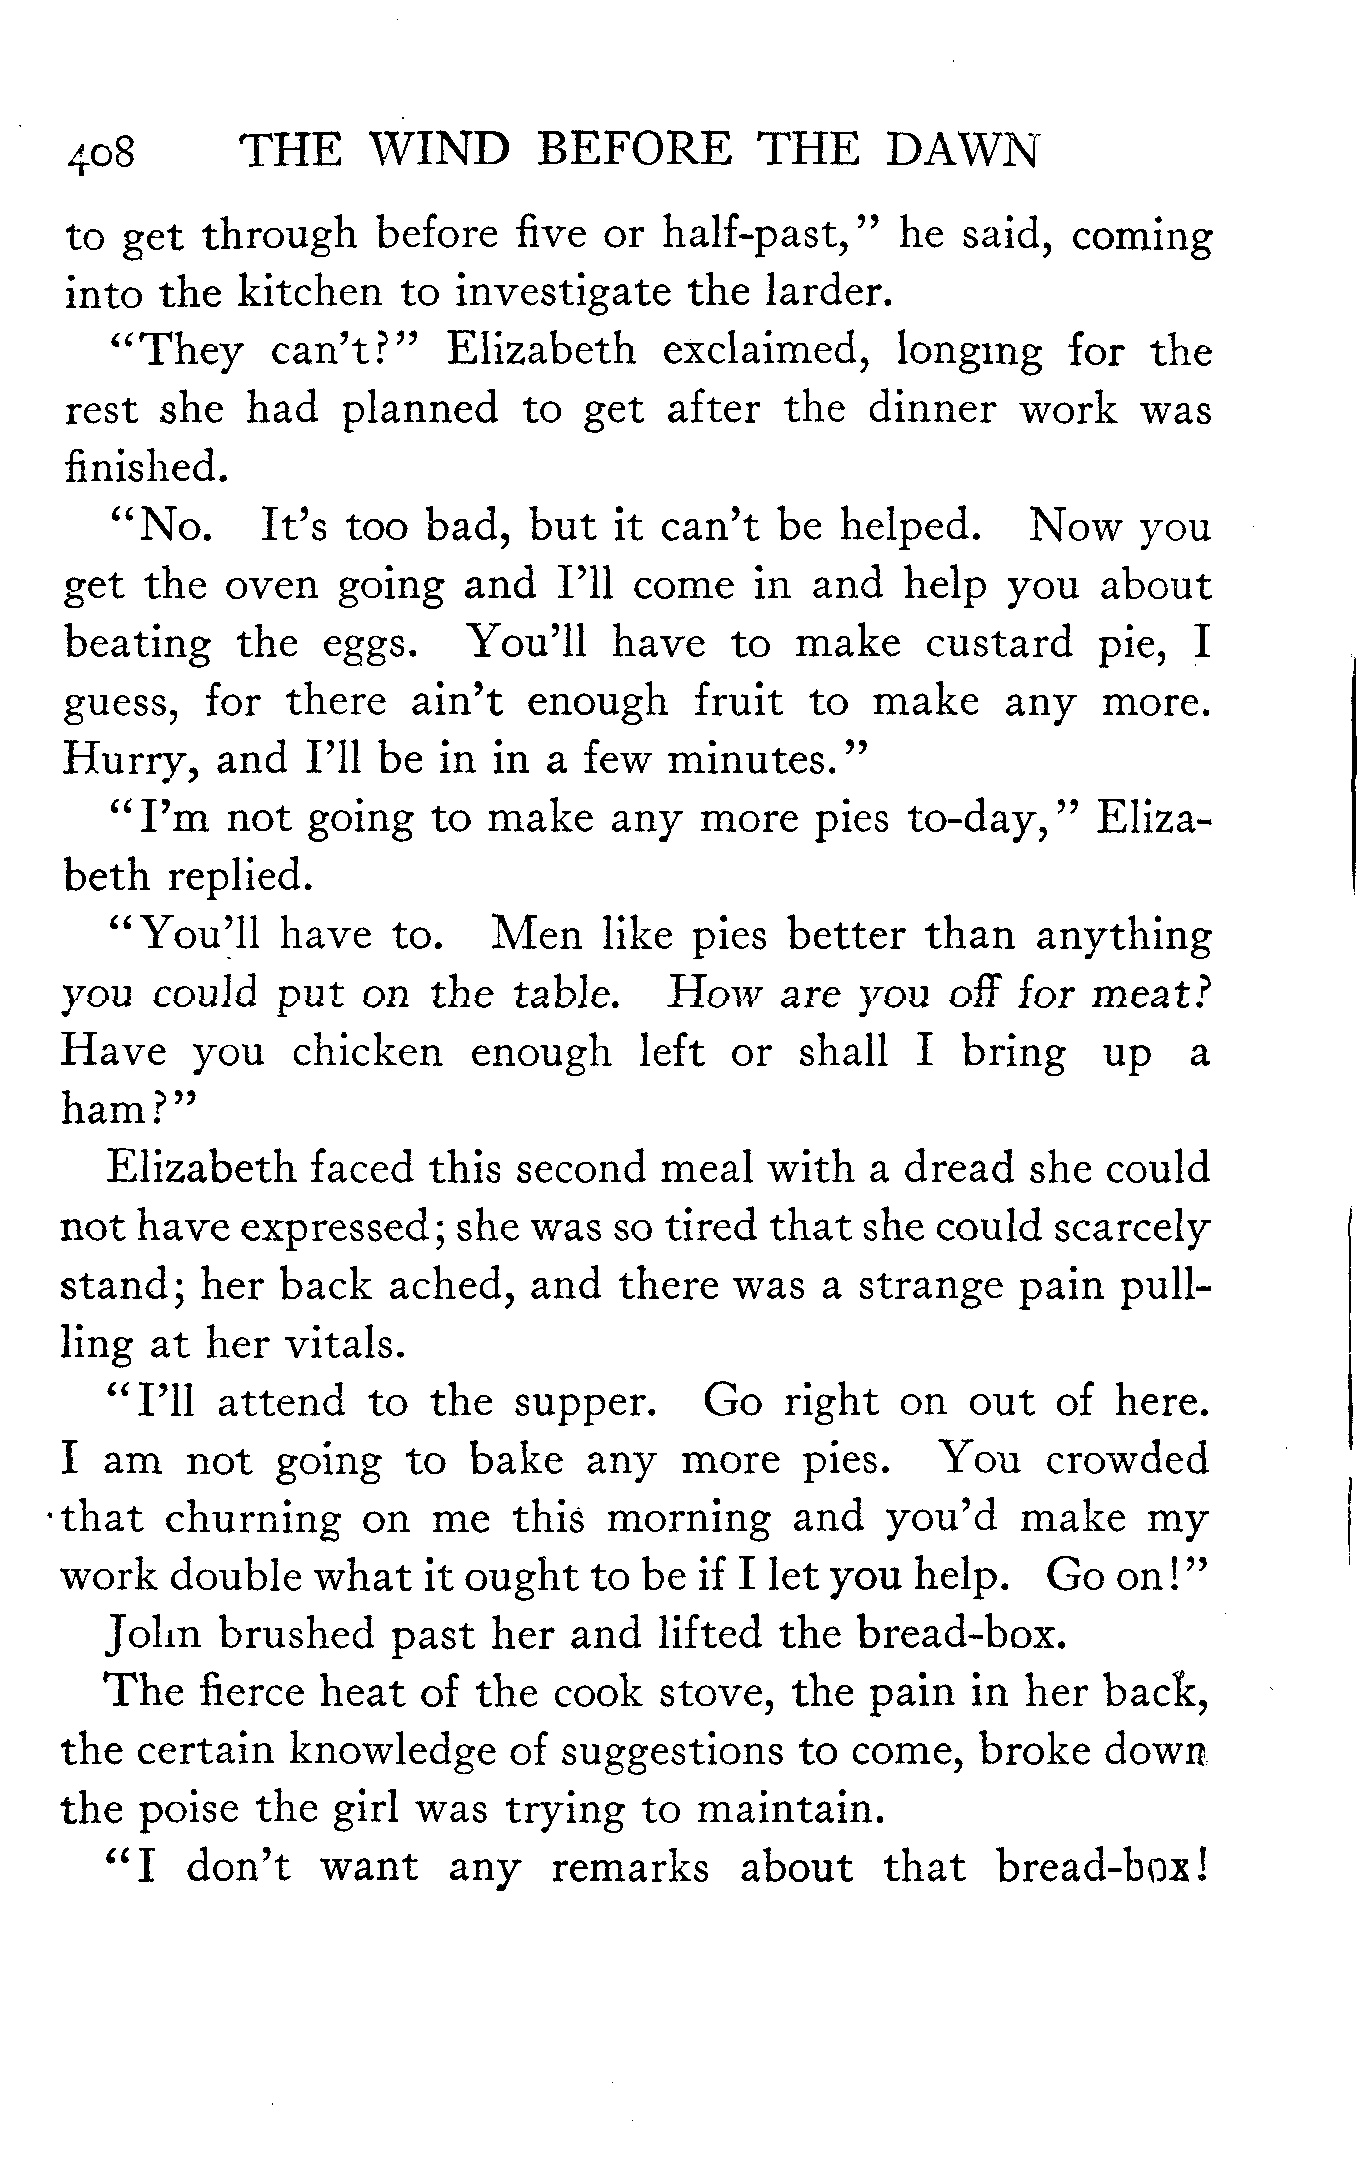 408 THE WIND BEFORE THE DAWN
to get through before five or half-past," he said, coming
into the kitchen to investigate the larder.
"They can't?" Elizabeth exclaimed, longing for the
rest she had planned to get after the dinner work was
finished.
"No. It's too bad, but it can't be helped. Now you
get the oven going and I'll come in and help you about
beating the eggs. You'll have to make custard pie, I
guess, for there ain't enough fruit to make any more.
Hurry, and I'll be in in a few minutes."
"I'm not going to make any more pies to-day," Eliza-
beth replied.
"You'll have to. Men like pies better than anything
you could put on the table. How are you off for meat?
Have you chicken enough left or shall I bring up a
ham?"
Elizabeth faced this second meal with a dread she could
not have expressed; she was so tired that she could scarcely
stand; her back ached, and there was a strange pain pull-
ling at her vitals.
"I'll attend to the supper. Go right on out of here.
I am not going to bake any more pies. You crowded
that churning on me this morning and you'd make my
work double what it ought to be if I let you help. Go on!"
John brushed past her and lifted the bread-box.
The fierce heat of the cook stove, the pain in her back,
the certain knowledge of suggestions to come, broke down
the poise the girl was trying to maintain.
"I don't want any remarks about that bread-box!